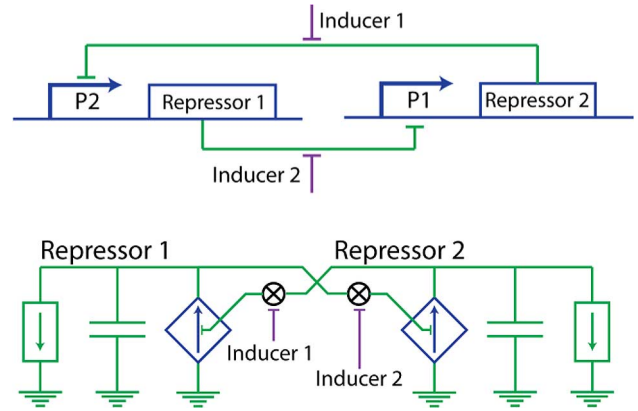 Inducer 1
P2
Repressor 1
P1
Repressor 2
Inducer 2
Repressor 1
Repressor 2
Inducer 1
Inducer 2